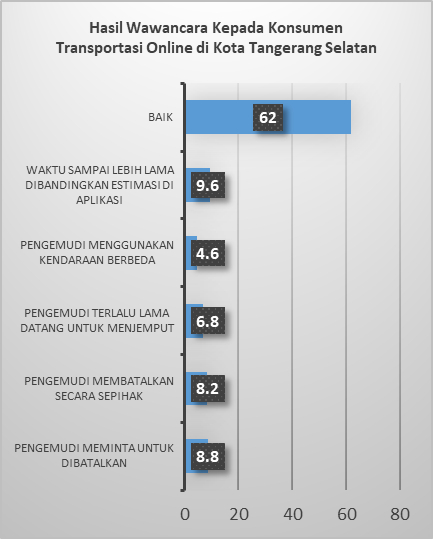 Hasil Wawancara Kepada Konsumen
Transportasi Online di Kota Tangerang Selatan
BAIK
62
WAKTU SAMPAI LEBIH LAMA
DIBANDINGKAN ESTIMASI DI
APLIKASI
9.6
PENGEMUDI MENGGUNAKAN
KENDARAAN BERBEDA
4.6
PENGEMUDI TERLALU LAMA
DATANG UNTUK MENJEMPUT
6.8
PENGEMUDI MEMBATALKAN
SECARA SEPIHAK
8.2
PENGEMUDI MEMINTA UNTUK
DIBATALKAN
8.8
0 20 40 60 80